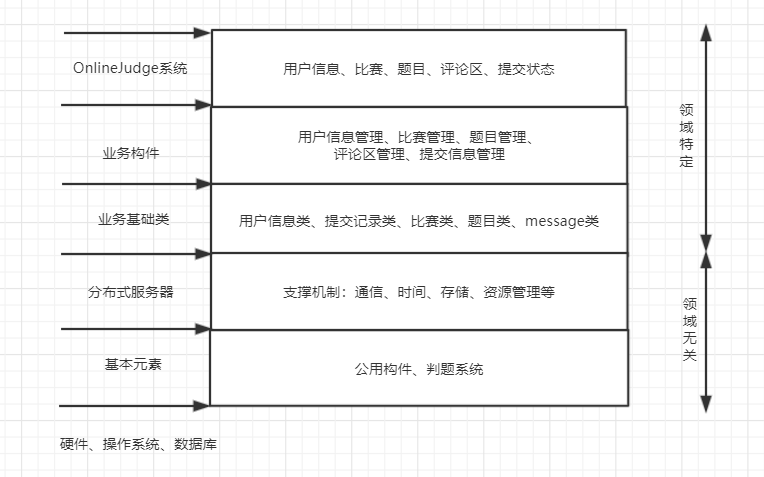 OnlineJudge系统
用户信息、比赛、题目、评论区、提交状态
业务构件
用户信息管理、比赛管理、题目管理、
评论区管理、提交信息管理
业务基础类
用户信息类、提交记录类、比赛类、题目类、message类
分布式服务器
支撑机制：通信、时间、存储、资源管理等
基本元素
公用构件、判题系统
硬件、操作系统、数据库
领域特定
领域无关